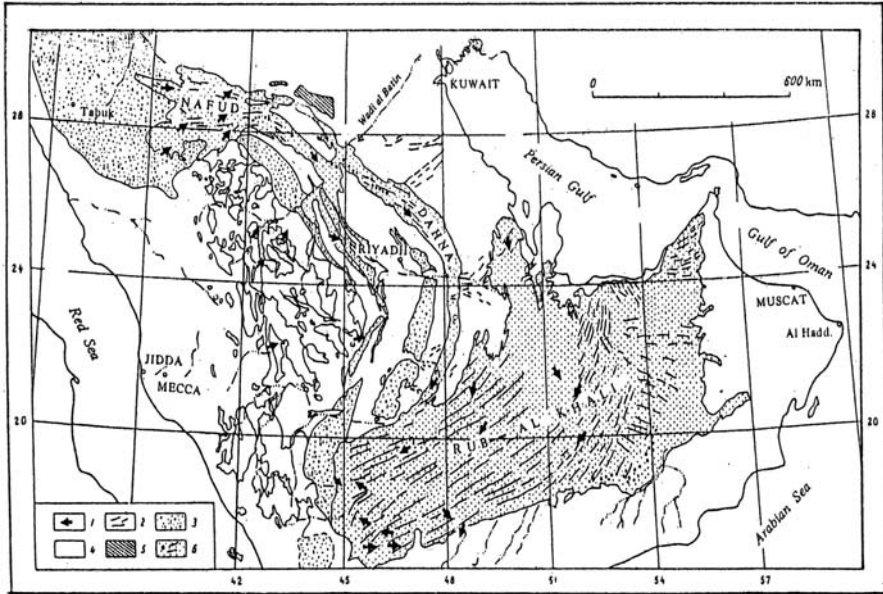 KUWAIT
0 600 km
Tabuk
NAFUD
Wadi al Batin
28
28
Persian Gulf
DAHNA
Gulf of Oman
24
RIYADH
24
MUSCAT
Al Hadd.
Red Sea
JIDDA
MECCA
20
RUB AL KHALI
20
Arabian Sea
1 2 3
4 5 6
42 45 48 51 54 57